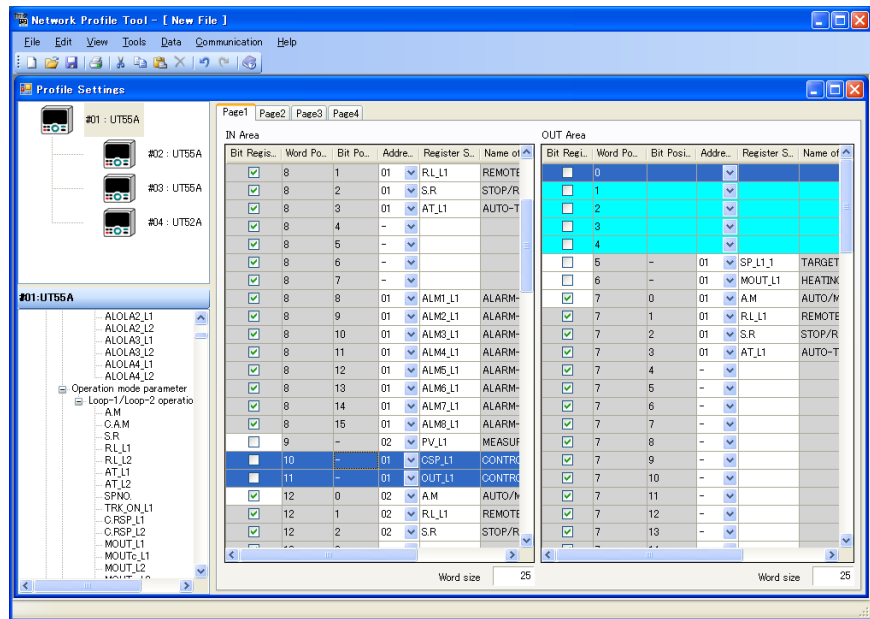 Network Profile Tool - [ New File ]
File Edit View Tools Data Communication Help
Profile Settings
#01 : UT55A
#02 : UT55A
#03 : UT55A
#04 : UT52A
#01:UT55A
ALOLA2_L1
ALOLA2_L2
ALOLA3_L1
ALOLA3_L2
ALOLA4_L1
ALOLA4_L2
Operation mode parameter
Loop-1/Loop-2 operatio
A.M
C.A.M
S.R
R.L_L1
R.L_L2
AT_L1
AT_L2
SPNO.
TRK_ON_L1
C.RSP_L1
C.RSP_L2
MOUT_L1
MOUTc_L1
MOUT_L2
Page1 Page2 Page3 Page4
IN Area
Bit Regis... Word Po... Bit Po... Addre... Register S... Name of
8 1 01 R.L_L1 REMOTE
8 2 01 S.R STOP/R
8 3 01 AT_L1 AUTO-T
8 4 -
8 5 -
8 6 -
8 7 -
8 8 01 ALM1_L1 ALARM-
8 9 01 ALM2_L1 ALARM-
8 10 01 ALM3_L1 ALARM-
8 11 01 ALM4_L1 ALARM-
8 12 01 ALM5_L1 ALARM-
8 13 01 ALM6_L1 ALARM-
8 14 01 ALM7_L1 ALARM-
8 15 01 ALM8_L1 ALARM-
9 - 02 PV_L1 MEASUF
10 - 01 CSP_L1 CONTRO
11 - 01 OUT_L1 CONTRO
12 0 02 A.M AUTO/M
12 1 02 R.L_L1 REMOTE
12 2 02 S.R STOP/R
Word size 25
OUT Area
Bit Regi... Word Po... Bit Posi... Addre... Register S... Name of
0
1
2
3
4
5 - 01 SP_L1_1 TARGET
6 - 01 MOUT_L1 HEATING
7 0 01 A.M AUTO/M
7 1 01 R.L_L1 REMOTE
7 2 01 S.R STOP/R
7 3 01 AT_L1 AUTO-T
7 4 -
7 5 -
7 6 -
7 7 -
7 8 -
7 9 -
7 10 -
7 11 -
7 12 -
7 13 -
Word size 25